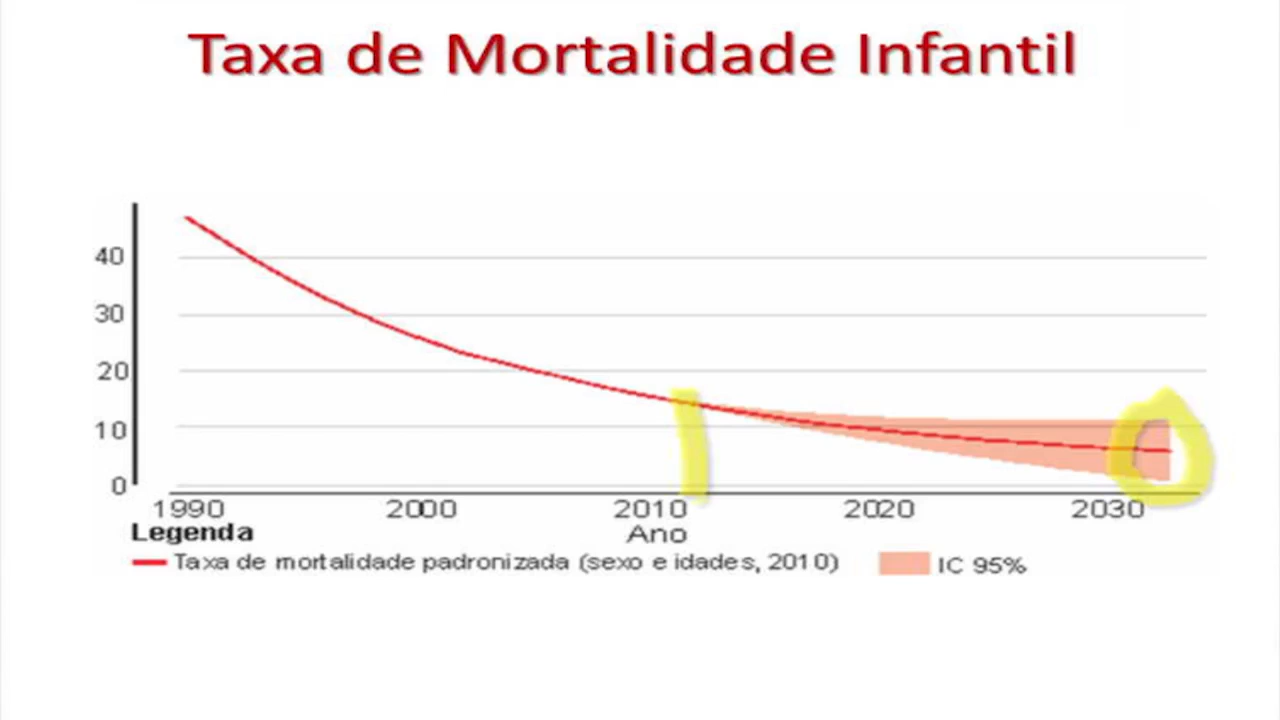 Taxa de Mortalidade Infantil
40
30
20
10
0
1990 2000 2010 2020 2030
Ano
Legenda
Taxa de mortalidade padronizada (sexo e idades, 2010) IC 95%